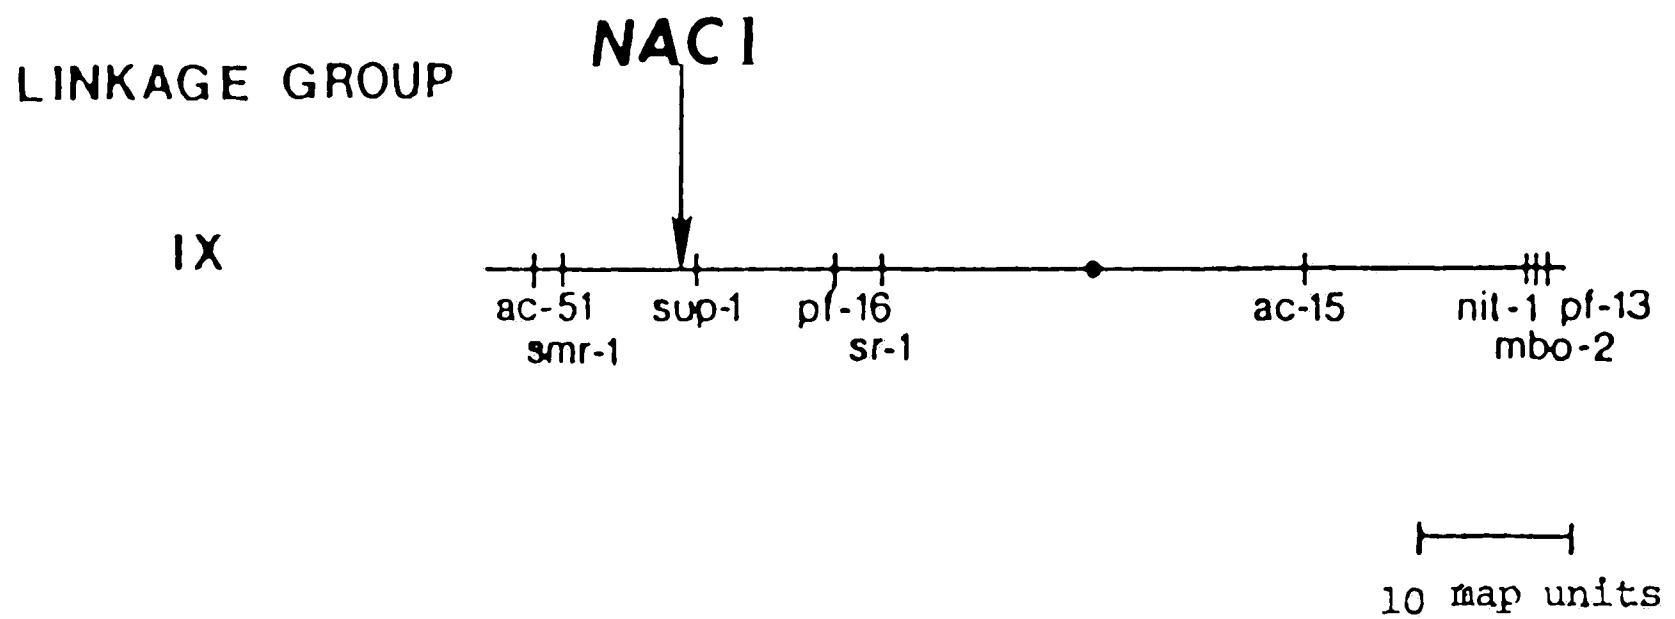 NAC1
LINKAGE GROUP
IX
ac-51 sup-1 pf-16 ac-15 nit-1 pf-13
smr-1 sr-1 mbo-2
10 map units